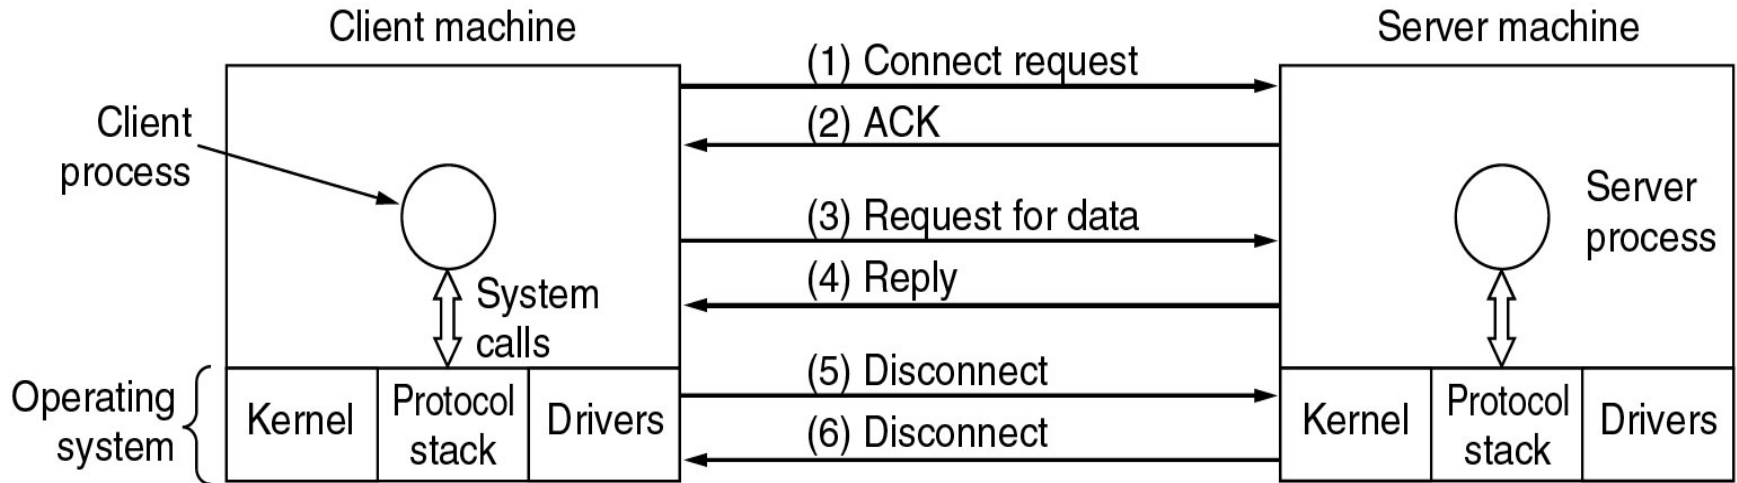 Client machine
Server machine
(1) Connect request
(2) ACK
Client
process
(3) Request for data
Server
process
(4) Reply
System
calls
(5) Disconnect
Operating
system
Kernel
Protocol
stack
Drivers
(6) Disconnect
Kernel
Protocol
stack
Drivers